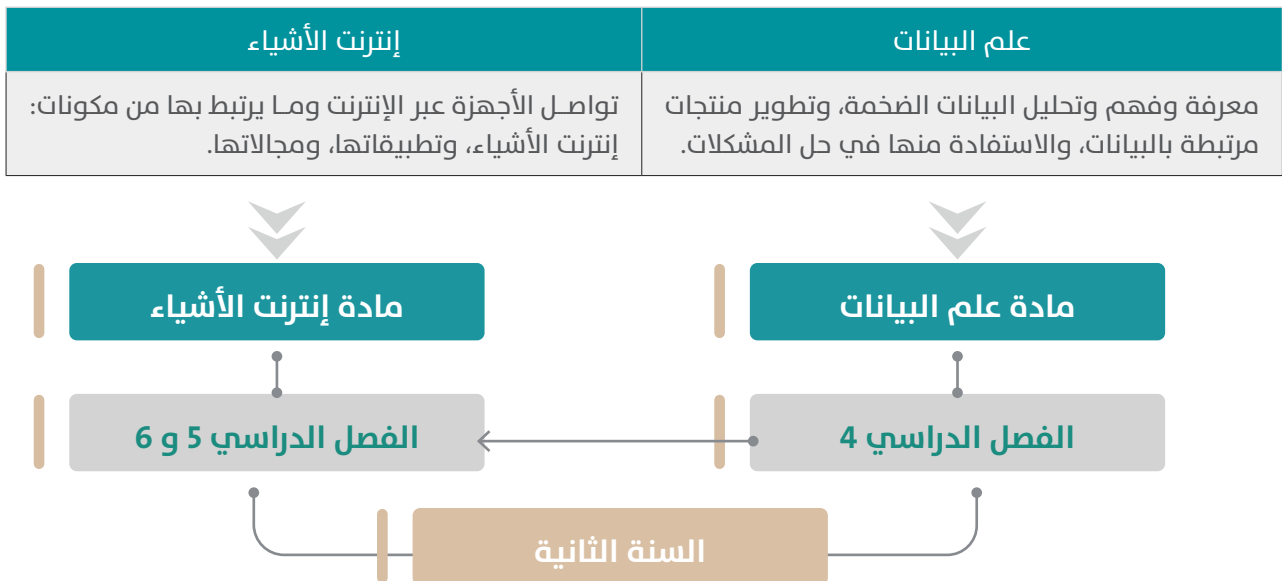 علم البيانات
إنترنت الأشياء
معرفة وفهم وتحليل البيانات الضخمة، وتطوير منتجات
مرتبطة بالبيانات، والاستفادة منها في حل المشكلات.
تواصل الأجهزة عبر الإنترنت وما يرتبط بها من مكونات:
إنترنت الأشياء، وتطبيقاتها، ومجالاتها.
مادة علم البيانات
مادة إنترنت الأشياء
الفصل الدراسي 4
الفصل الدراسي 5 و 6
السنة الثانية